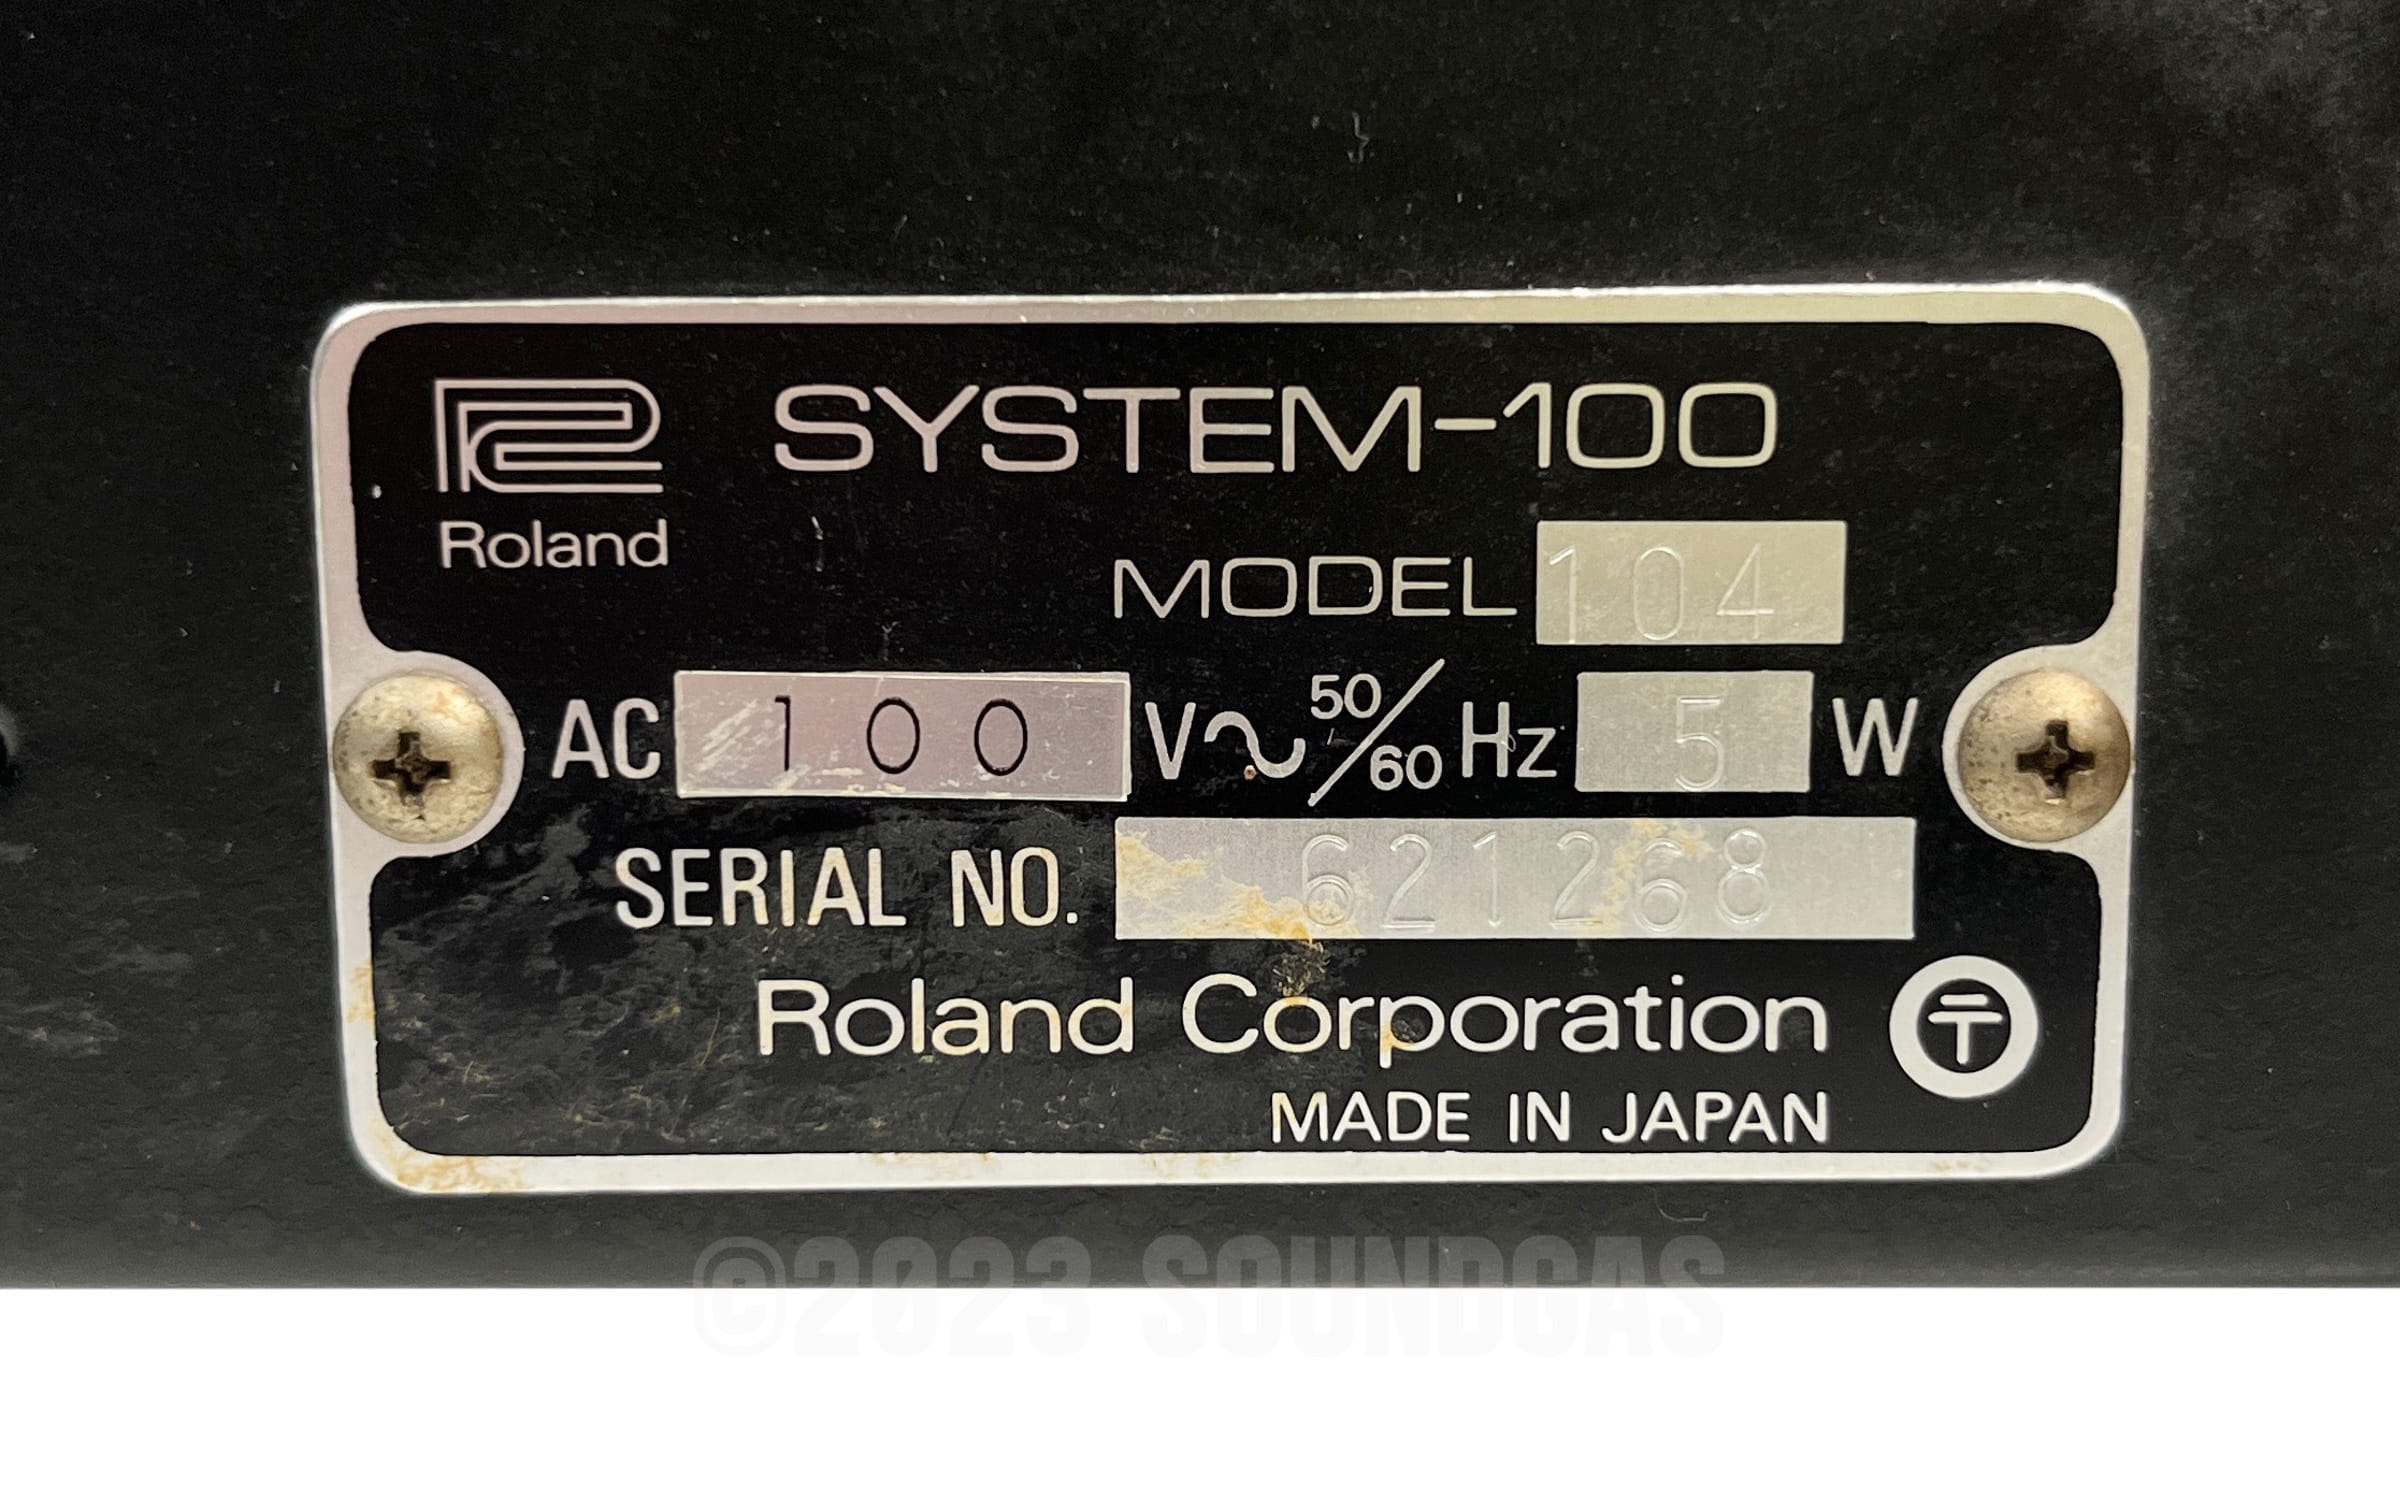 SYSTEM-100
Roland
MODEL 104
AC 100 V~ 50/60 Hz 5 W
SERIAL NO. 621268
Roland Corporation
MADE IN JAPAN
©2023 SOUNDGAS